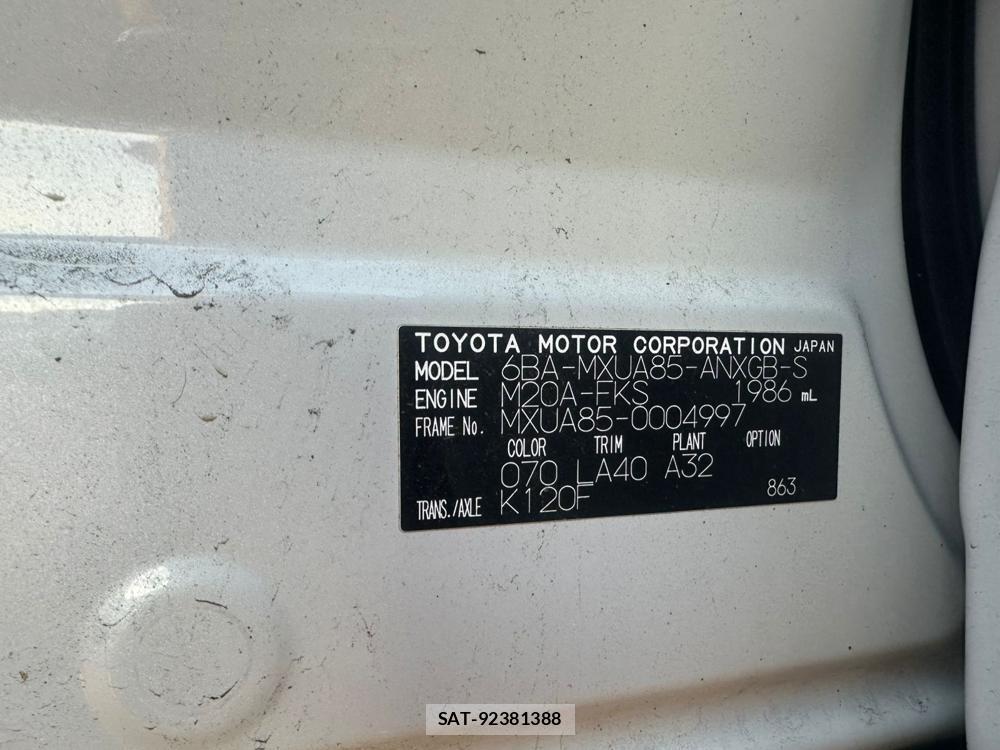 TOYOTA MOTOR CORPORATION JAPAN
MODEL 6BA-MXUA85-ANXGB-S
ENGINE M20A-FKS 1986 mL
FRAME No. MXUA85-0004997
COLOR TRIM PLANT OPTION
070 LA40 A32
TRANS./AXLE K120F 863
SAT-92381388